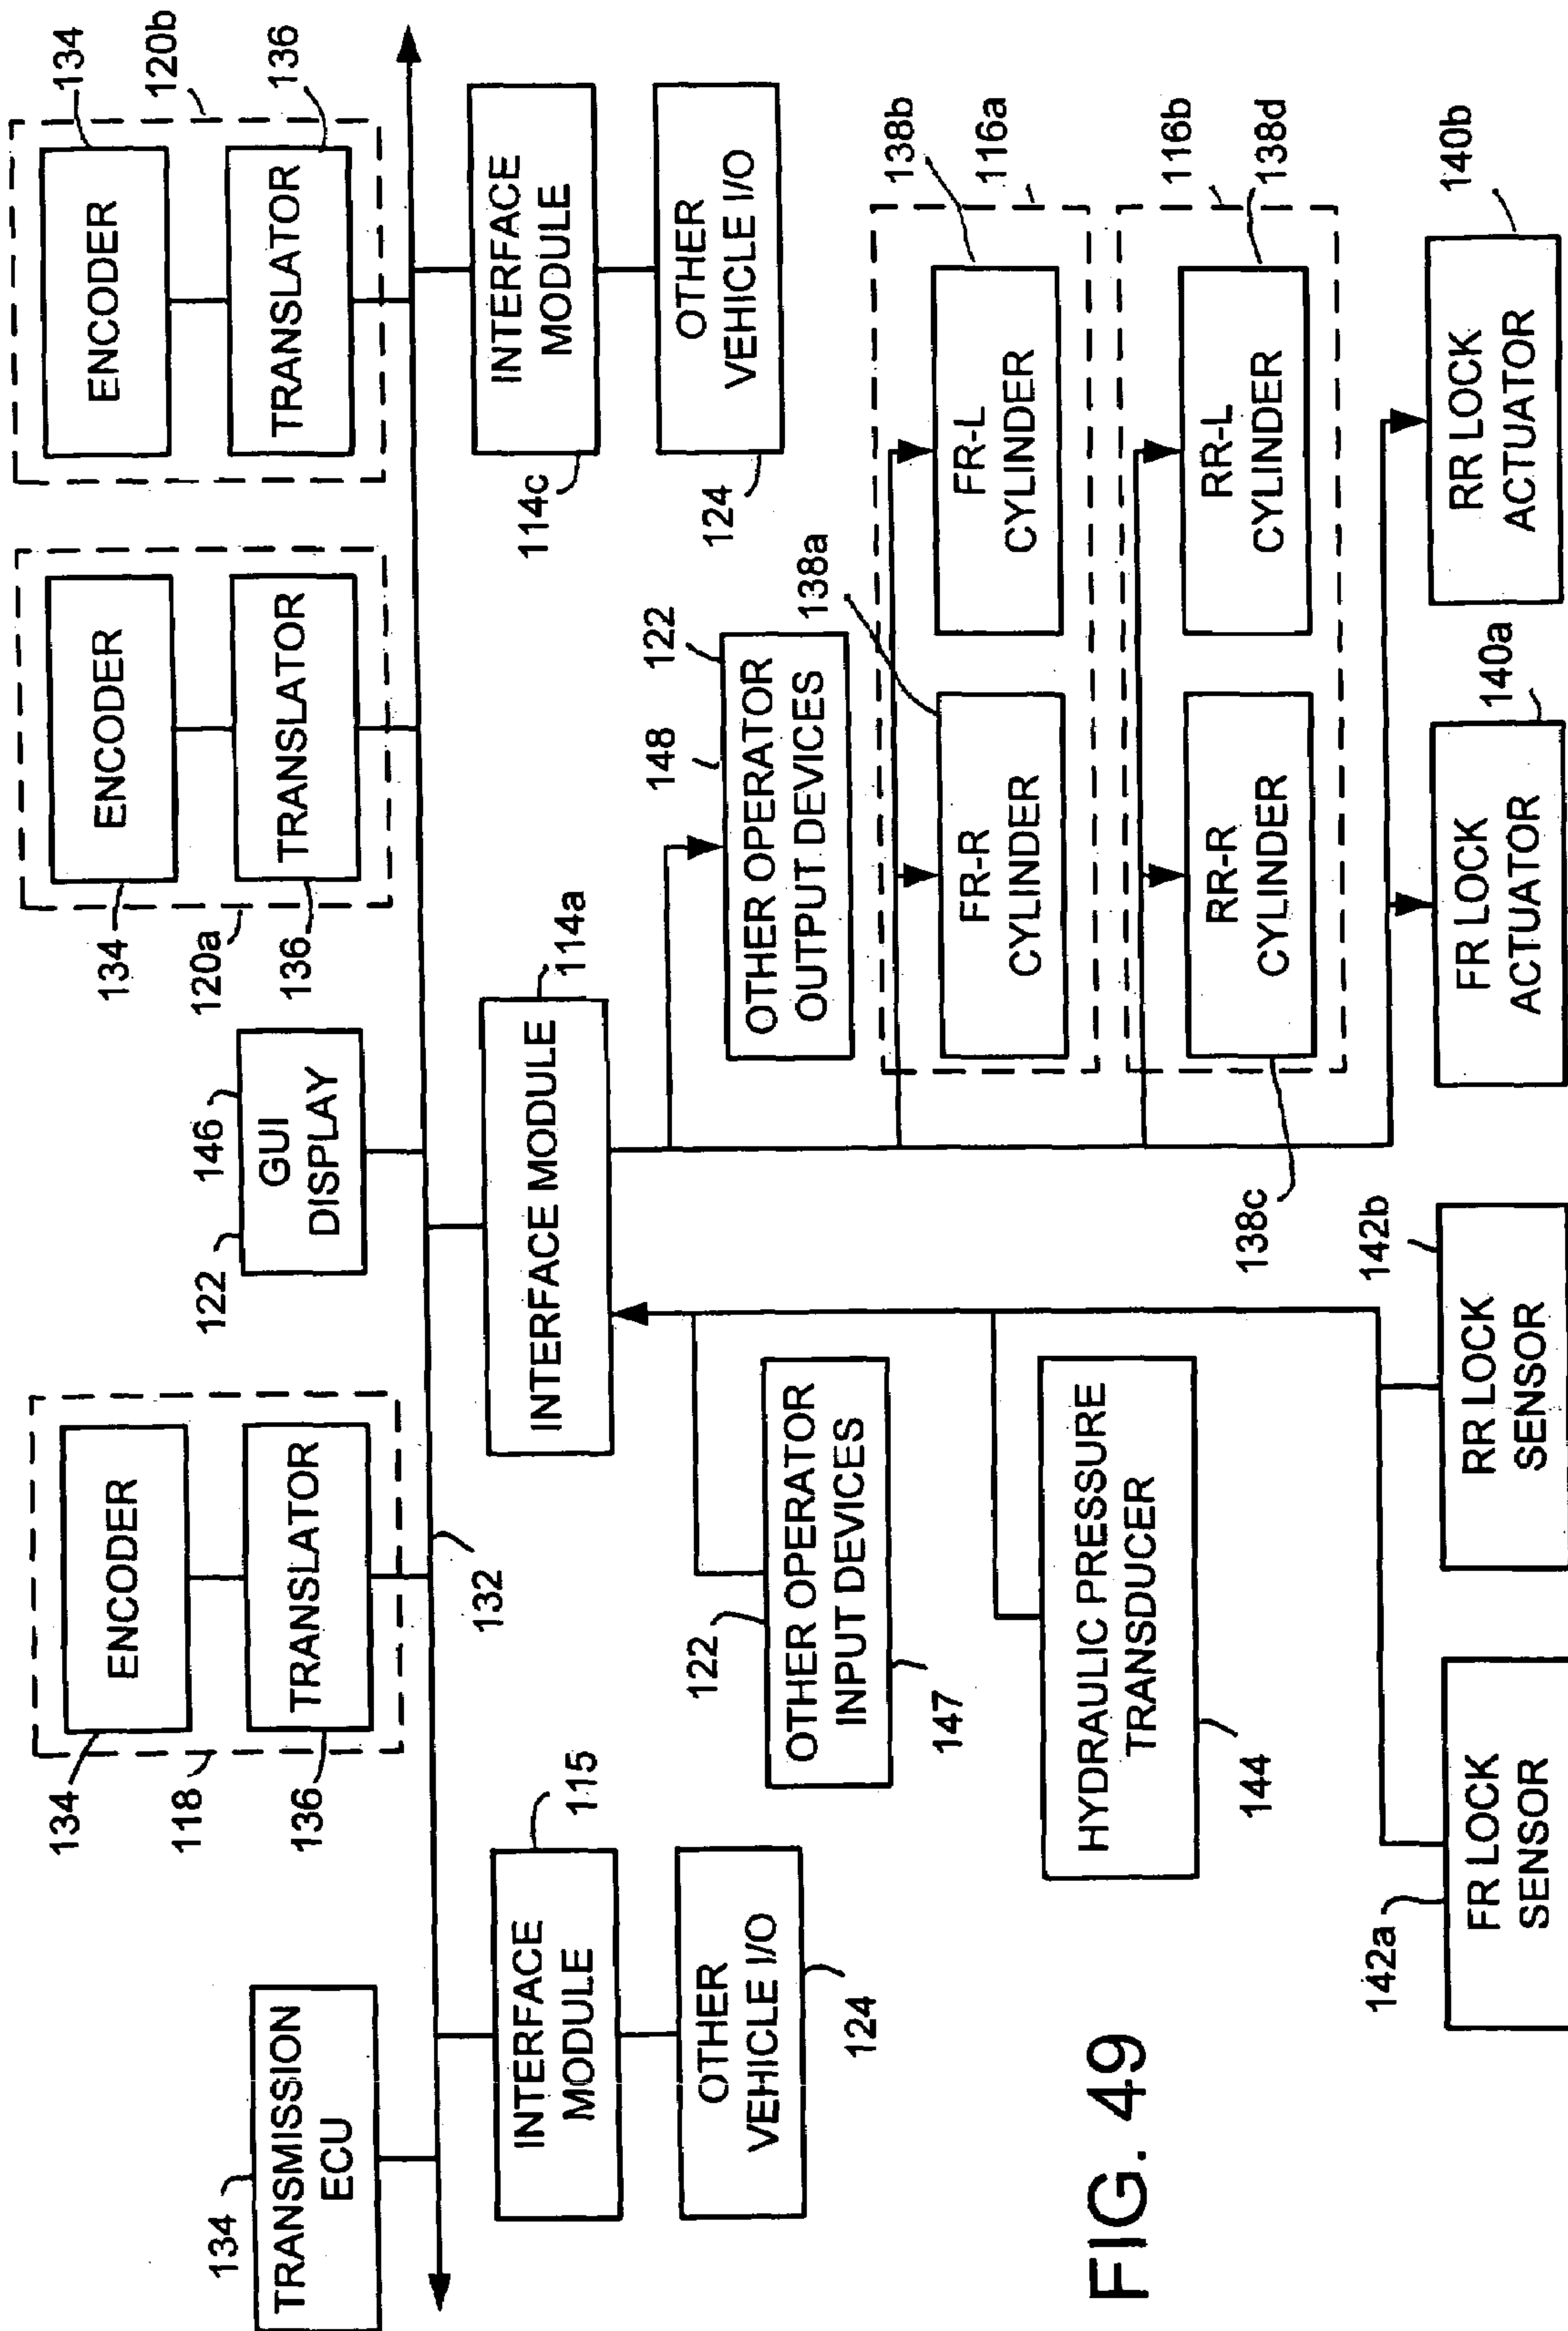 134
TRANSMISSION
ECU
134
ENCODER
118
TRANSLATOR
136
122
146
GUI
DISPLAY
134
ENCODER
120a
TRANSLATOR
136
134
ENCODER
120b
TRANSLATOR
136
132
115
INTERFACE
MODULE
OTHER
VEHICLE I/O
124
INTERFACE MODULE
114a
INTERFACE
MODULE
114c
OTHER
VEHICLE I/O
124
122
OTHER OPERATOR
INPUT DEVICES
147
148
122
OTHER OPERATOR
OUTPUT DEVICES
HYDRAULIC PRESSURE
TRANSDUCER
144
138a
FR-R
CYLINDER
138b
FR-L
CYLINDER
116a
138c
RR-R
CYLINDER
116b
138d
RR-L
CYLINDER
142a
FR LOCK
SENSOR
142b
RR LOCK
SENSOR
140a
FR LOCK
ACTUATOR
140b
RR LOCK
ACTUATOR
FIG. 49